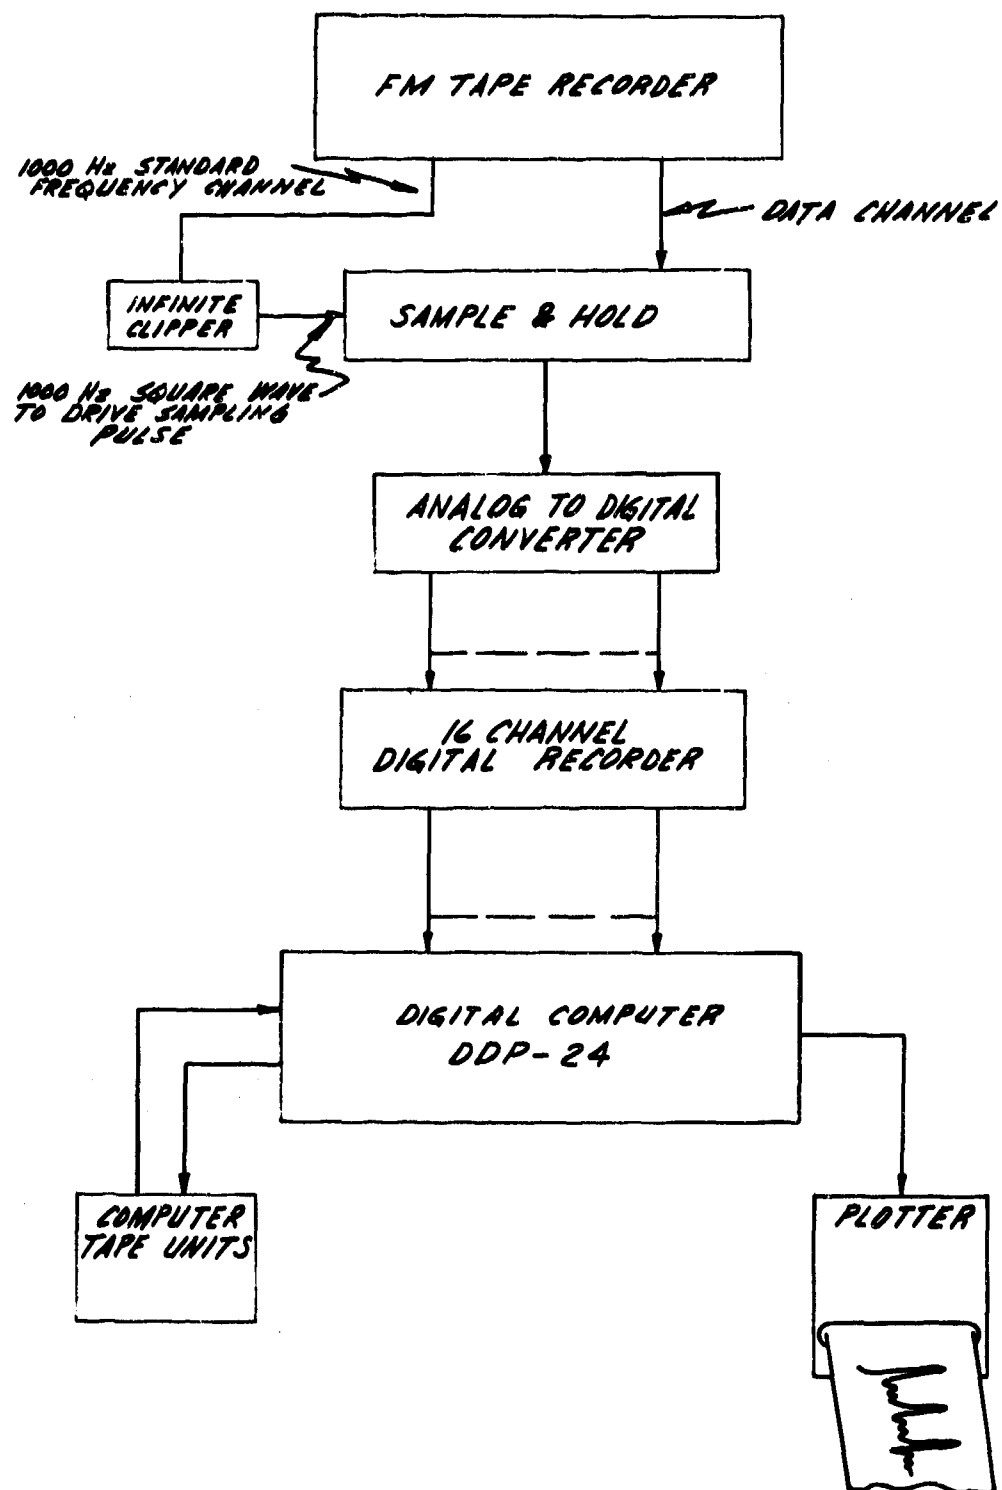 FM TAPE RECORDER
1000 Hz STANDARD
FREQUENCY CHANNEL
DATA CHANNEL
INFINITE
CLIPPER
SAMPLE & HOLD
1000 Hz SQUARE WAVE
TO DRIVE SAMPLING
PULSE
ANALOG TO DIGITAL
CONVERTER
16 CHANNEL
DIGITAL RECORDER
DIGITAL COMPUTER
DDP-24
COMPUTER
TAPE UNITS
PLOTTER